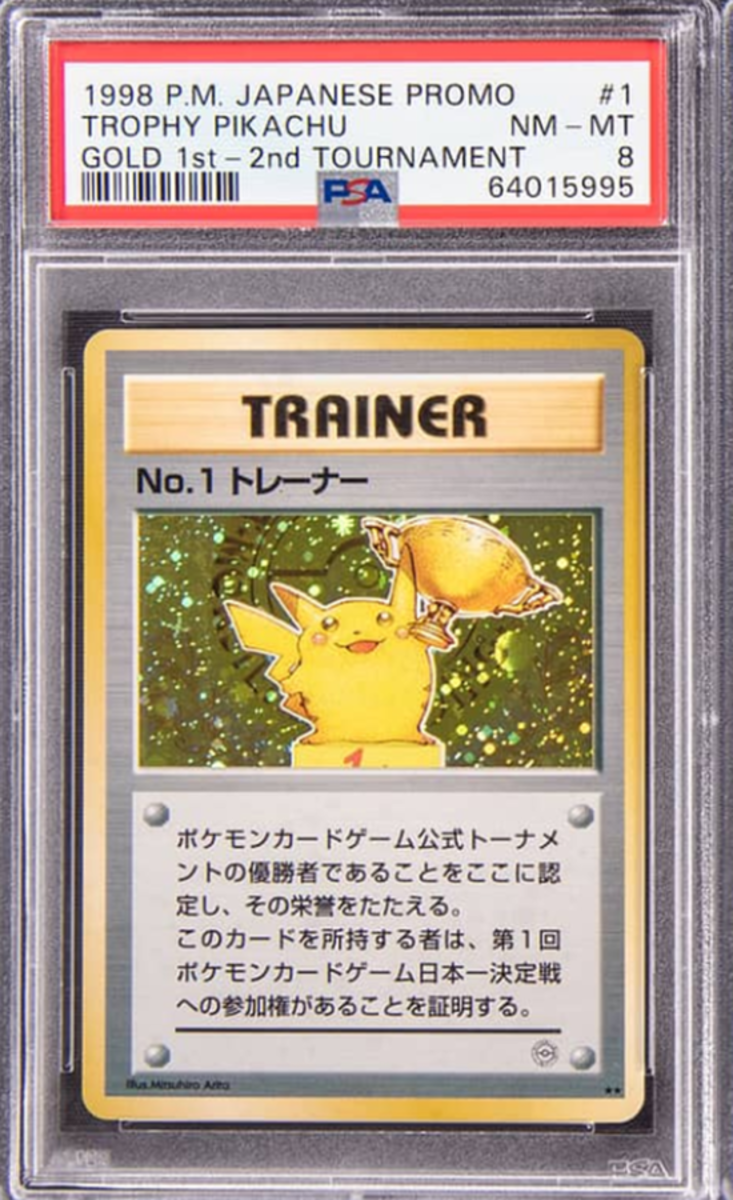 1998 P.M. JAPANESE PROMO #1
TROPHY PIKACHU NM - MT
GOLD 1st - 2nd TOURNAMENT 8
PSA 64015995
TRAINER
No.1 トレーナー
1
ポケモンカードゲーム公式トーナメ
ントの優勝者であることをここに認
定し、その栄誉をたたえる。
このカードを所持する者は、第1回
ポケモンカードゲーム日本一決定戦
への参加権があることを証明する。
Illus.Mitsuhiro Arita
★★
PSA